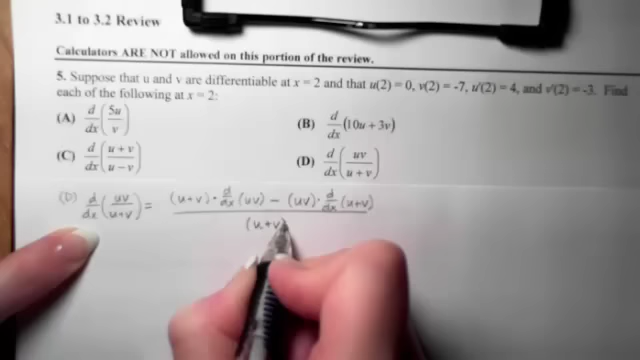 3.1 to 3.2 Review
Calculators ARE NOT allowed on this portion of the review.
5. Suppose that u and v are differentiable at x = 2 and that u(2) = 0, v(2) = -7, u'(2) = 4, and v'(2) = -3. Find
each of the following at x = 2:
(A) d/dx (5u/v)
(B) d/dx (10u + 3v)
(C) d/dx (u + v/u − v)
(D) d/dx (uv/u + v)
(D) d/dx (uv/u+v) = (u+v) · d/dx (uv) − (uv) · d/dx (u+v)
(u+v)